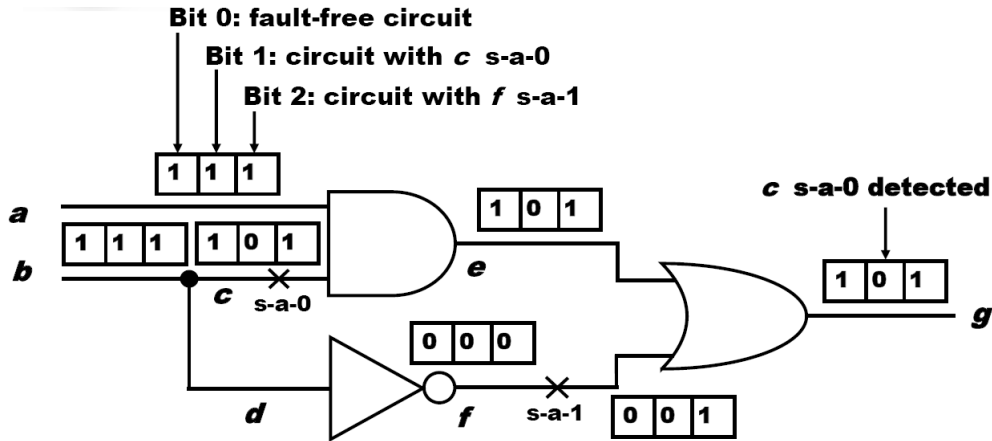 Bit 0: fault-free circuit
Bit 1: circuit with c s-a-0
Bit 2: circuit with f s-a-1
1 1 1
c s-a-0 detected
a
1 0 1
1 1 1
1 0 1
b
c
s-a-0
e
1 0 1
g
0 0 0
d
f
s-a-1
0 0 1